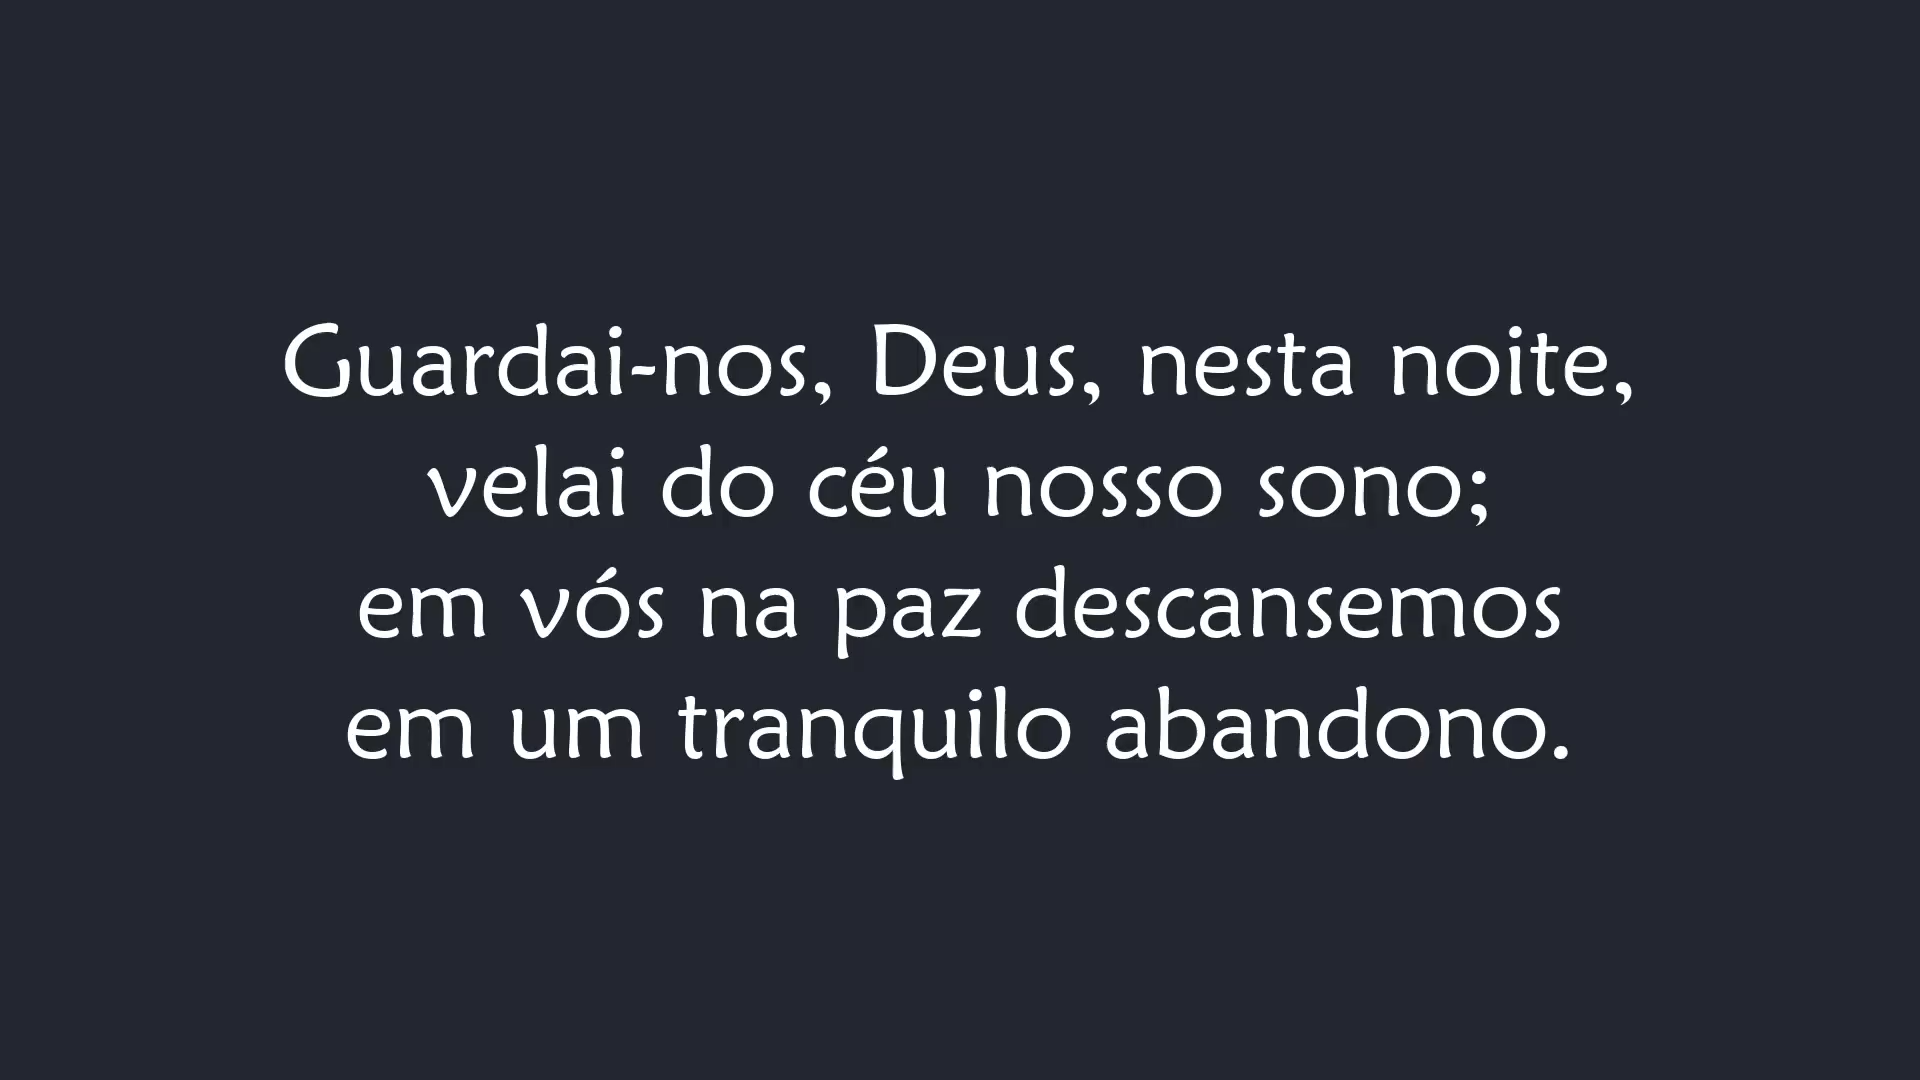 Guardai-nos, Deus, nesta noite,
velai do céu nosso sono;
em vós na paz descansemos
em um tranquilo abandono.